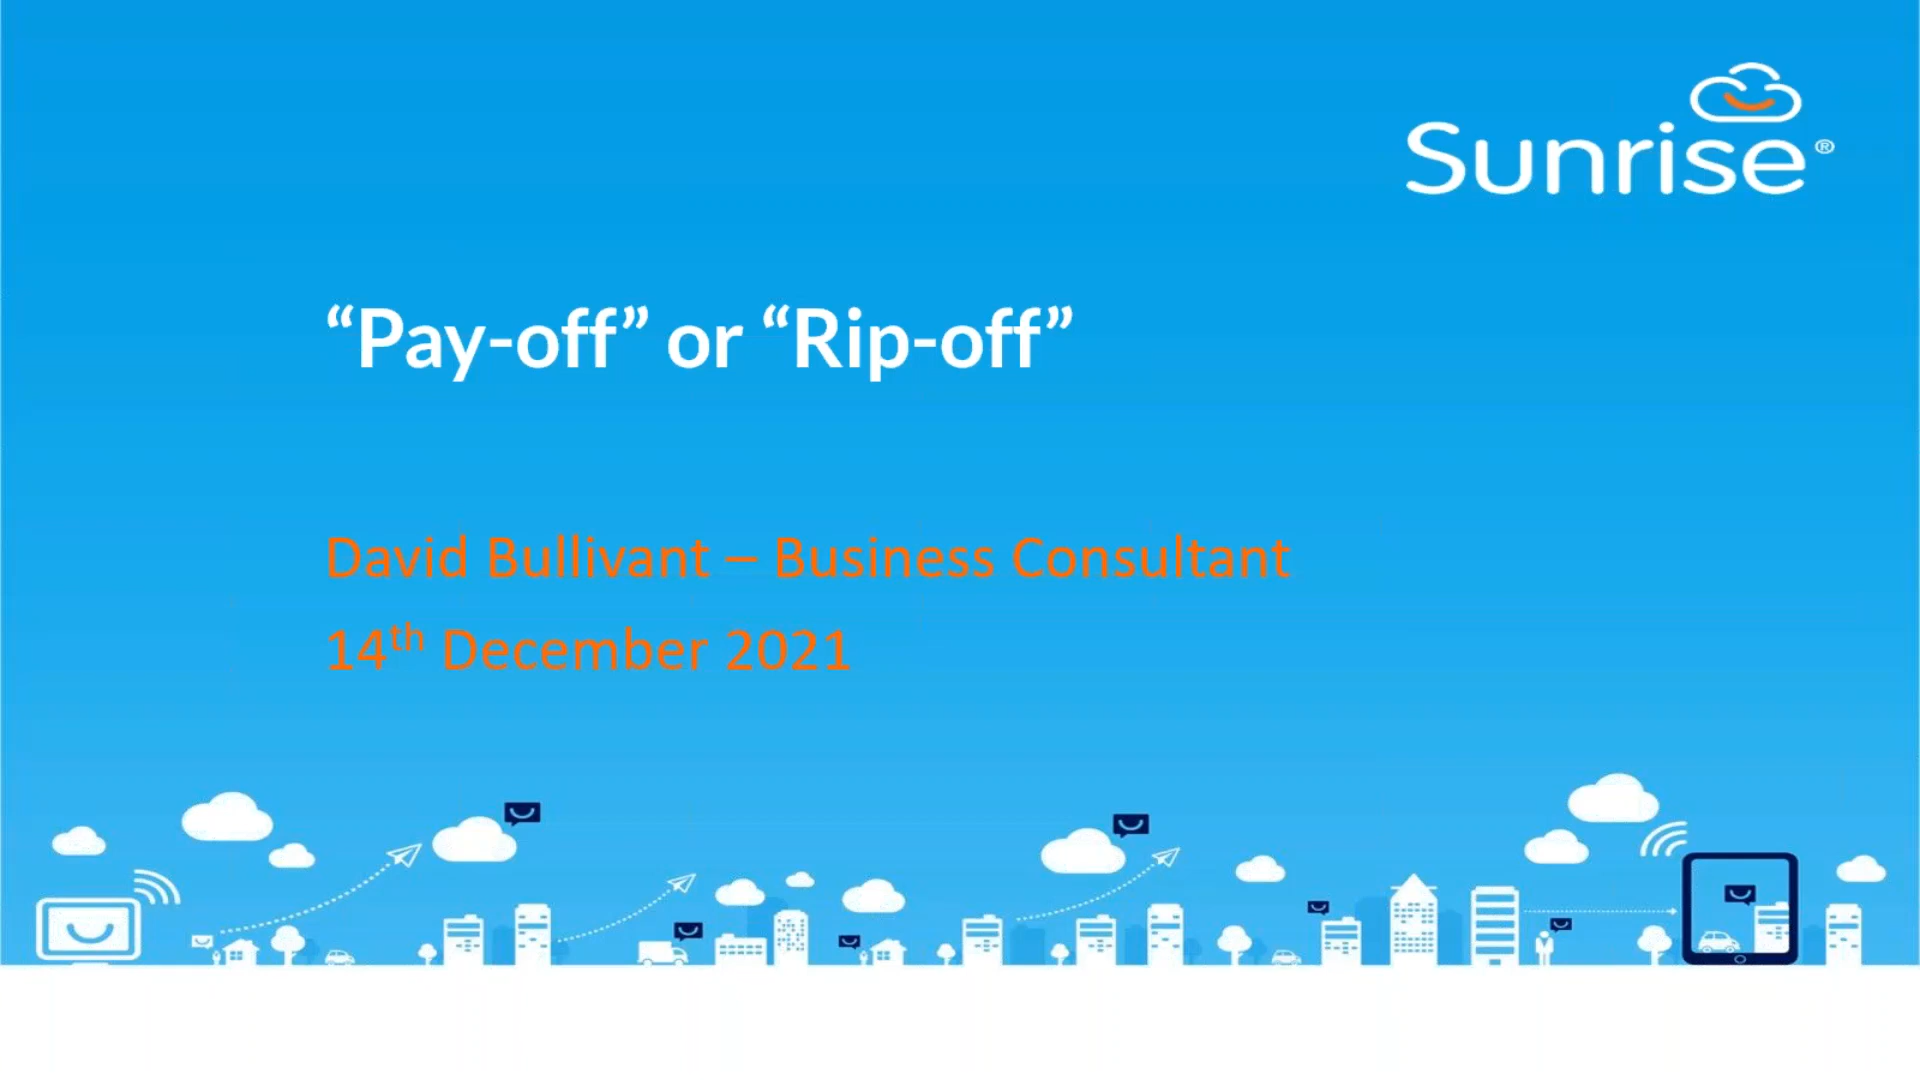 Sunrise®
“Pay-off” or “Rip-off”
David Bullivant – Business Consultant
14th December 2021